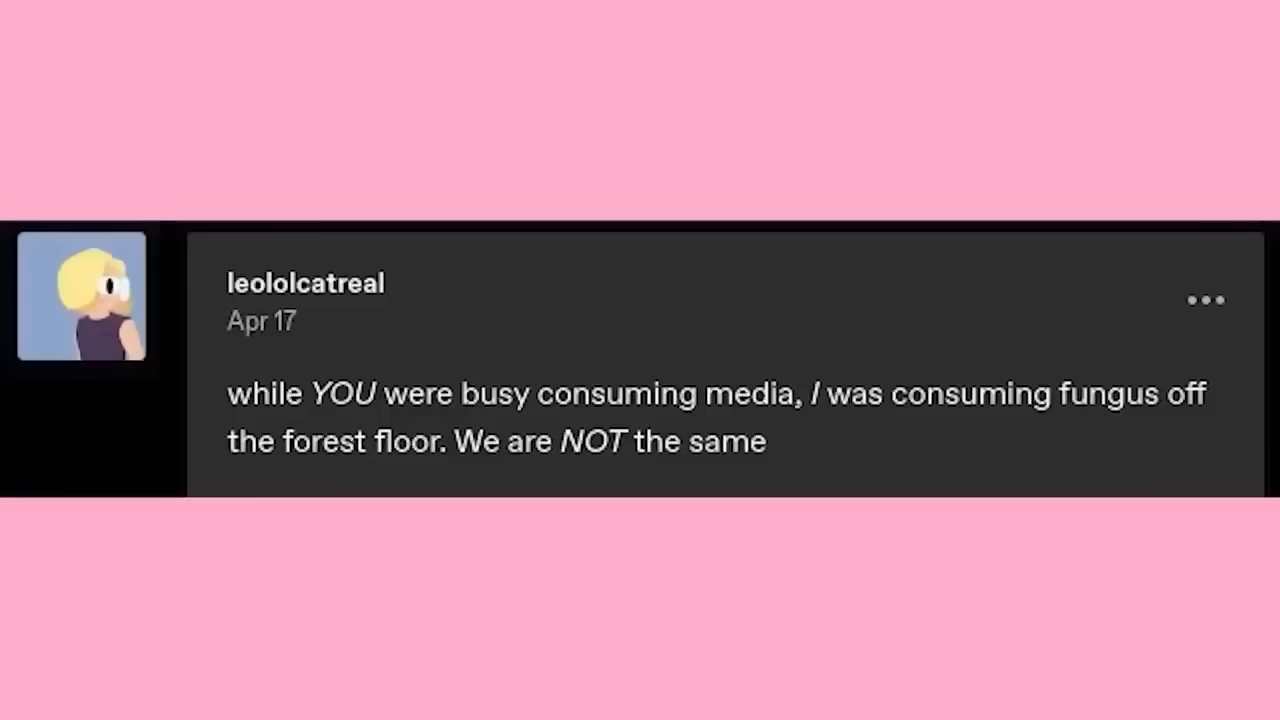 leololcatreal
Apr 17
while YOU were busy consuming media, I was consuming fungus off
the forest floor. We are NOT the same